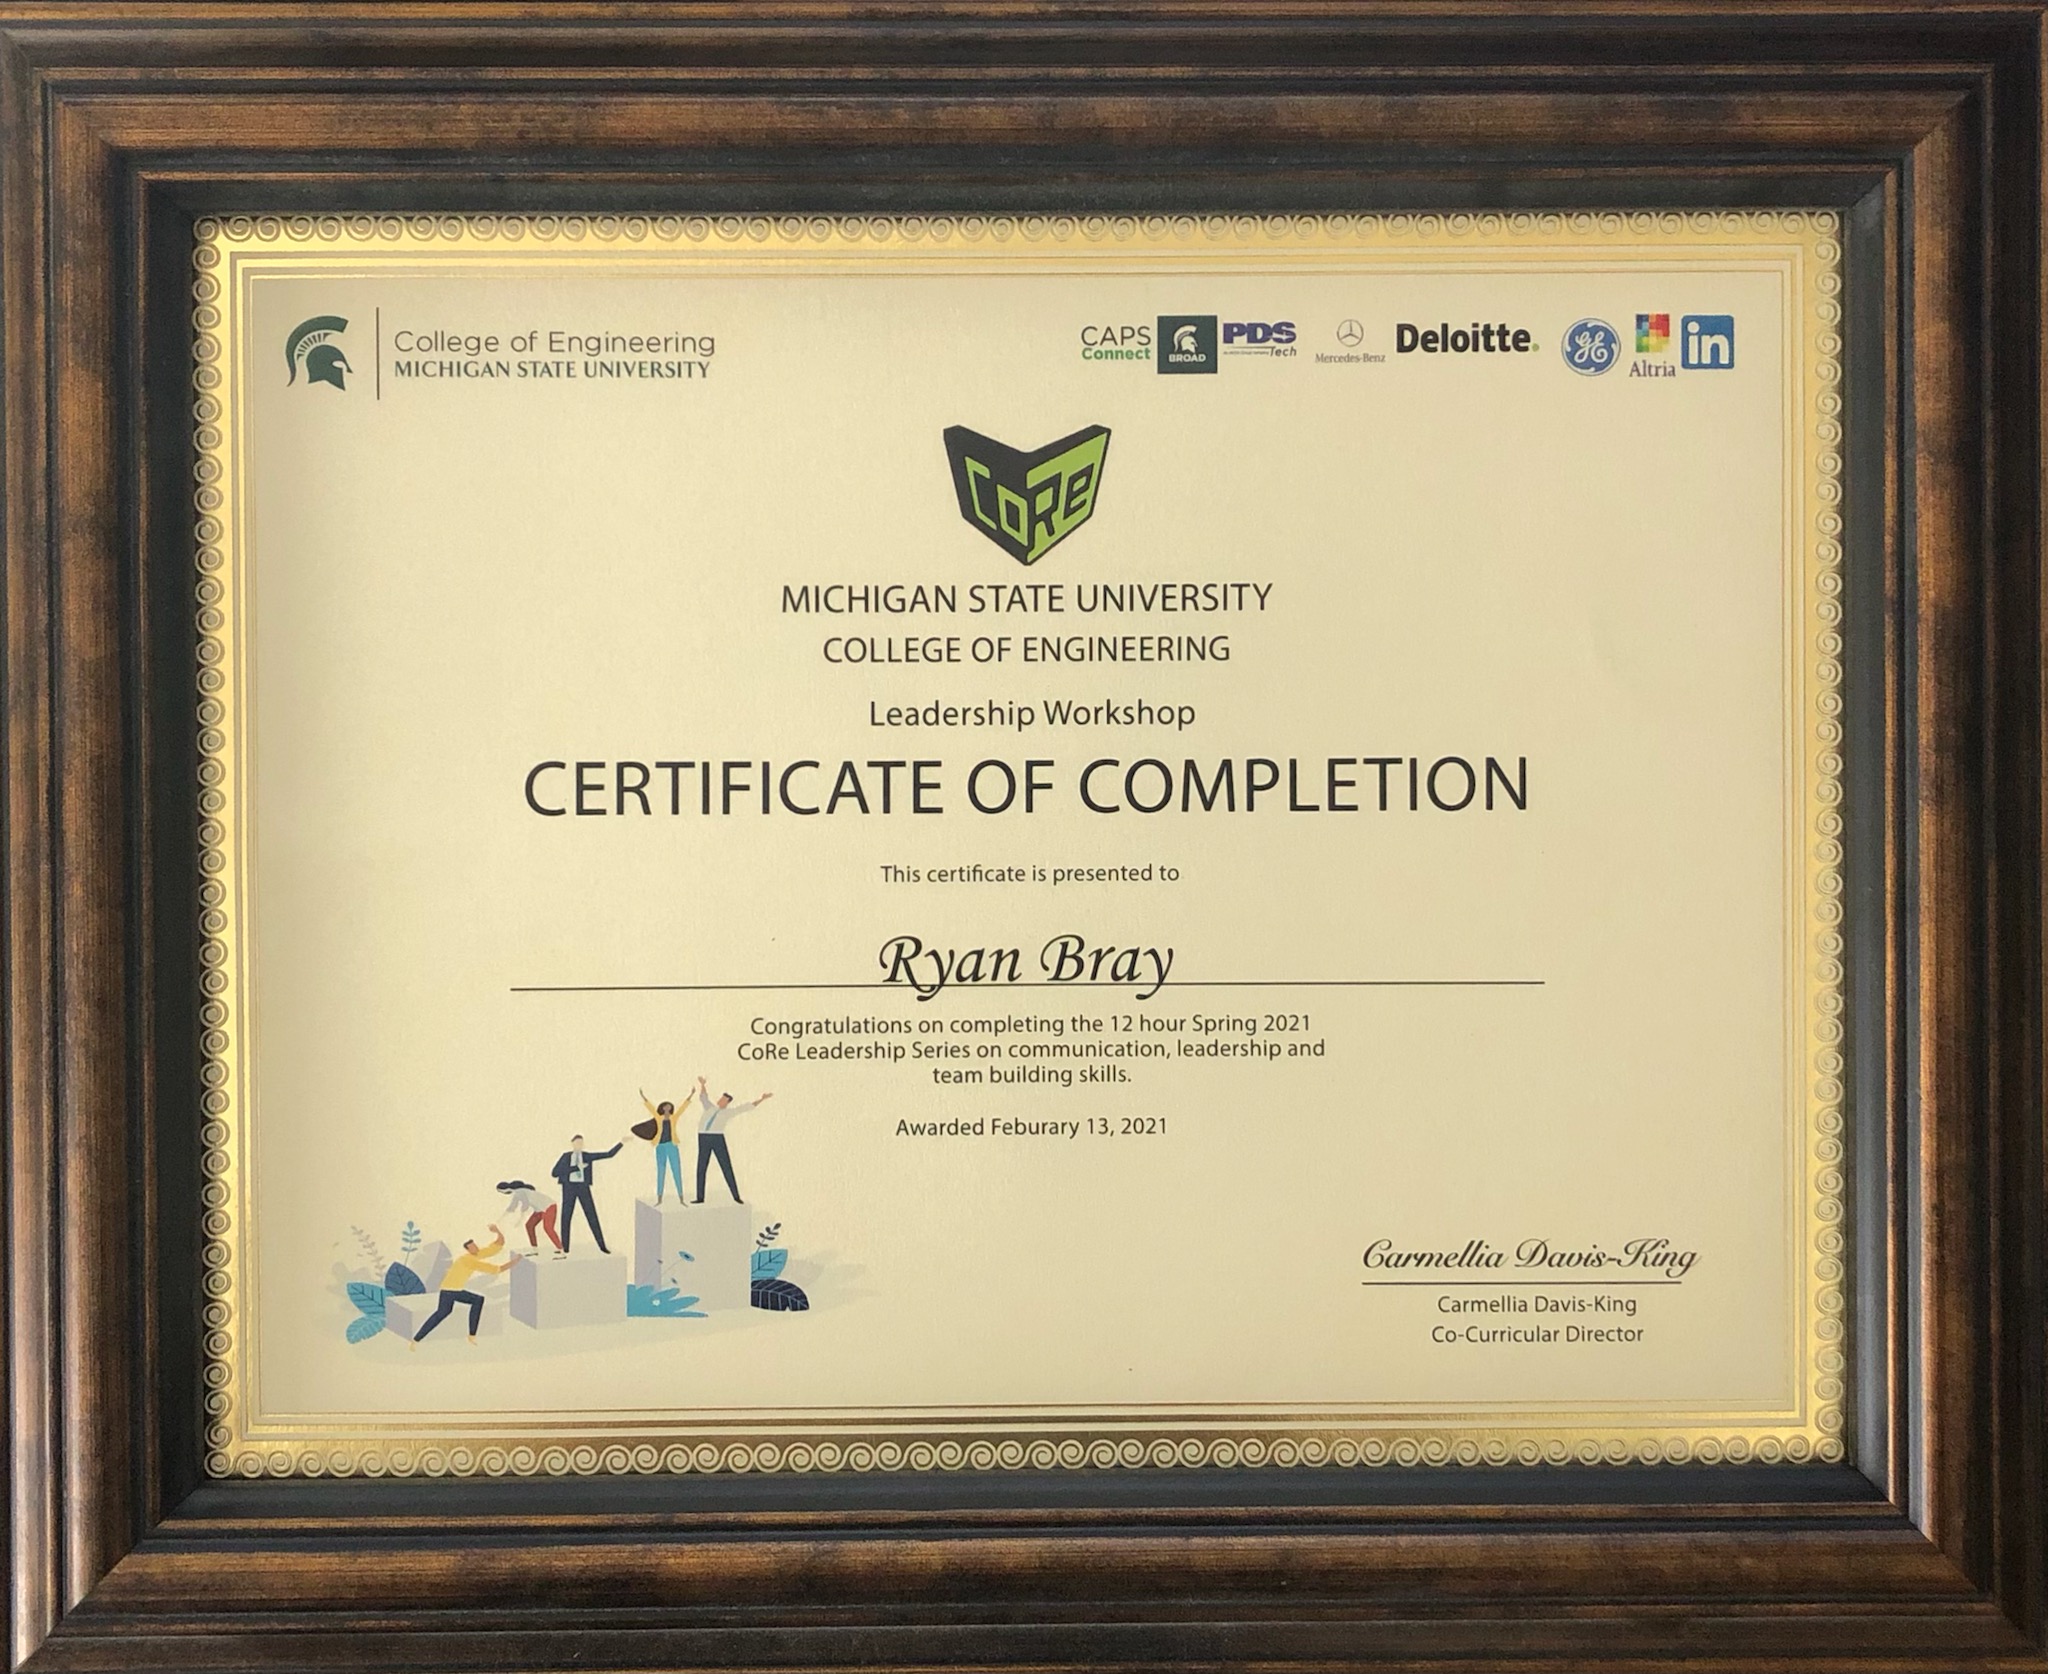 College of Engineering
MICHIGAN STATE UNIVERSITY
CAPS
Connect
BROAD
PDS
Tech
Mercedes-Benz
Deloitte.
GE
Altria
in
CoRe
MICHIGAN STATE UNIVERSITY
COLLEGE OF ENGINEERING
Leadership Workshop
CERTIFICATE OF COMPLETION
This certificate is presented to
Ryan Bray
Congratulations on completing the 12 hour Spring 2021
CoRe Leadership Series on communication, leadership and
team building skills.
Awarded Feburary 13, 2021
Carmellia Davis-King
Carmellia Davis-King
Co-Curricular Director